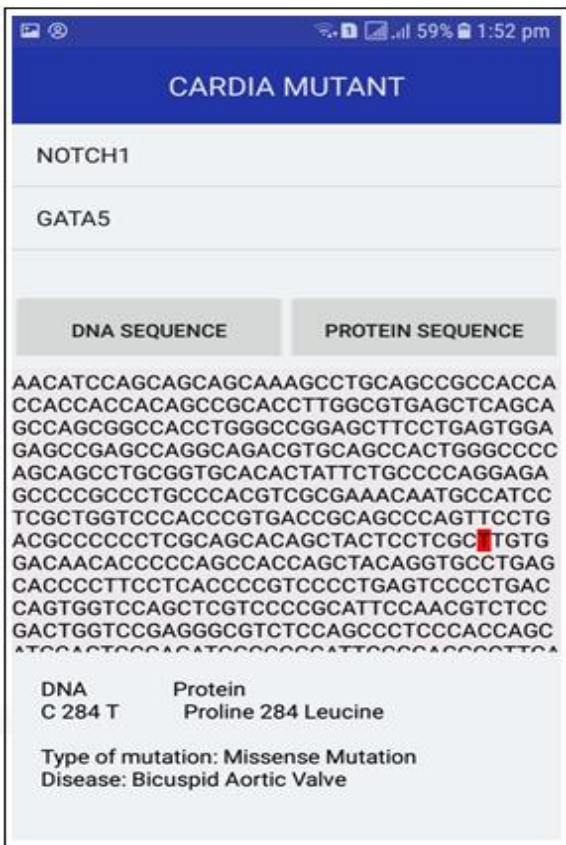 59% 1:52 pm
CARDIA MUTANT
NOTCH1
GATA5
DNA SEQUENCE PROTEIN SEQUENCE
AACATCCAGCAGCAGCAAAGCCTGCAGCCGCCACCA
CCACCACCACAGCCGCACCTTGGCGTGAGCTCAGCA
GCCAGCGGCCACCTGGGCCGGAGCTTCCTGAGTGGA
GAGCCGAGCCAGGCAGACGTGCAGCCACTGGGCCCC
AGCAGCCTGCGGTGCACACTATTCTGCCCCAGGAGA
GCCCCGCCCTGCCCACGTCGCGAAACAATGCCATCC
TCGCTGGTCCCACCCGTGACCGCAGCCCAGTTCCTG
ACGCCCCCCTCGCAGCACAGCTACTCCTCGCTTGTG
GACAACACCCCCAGCCACCAGCTACAGGTGCCTGAG
CACCCCTTCCTCACCCCGTCCCCTGAGTCCCCTGAC
CAGTGGTCCAGCTCGTCCCCGCATTCCAACGTCTCC
GACTGGTCCGAGGGCGTCTCCAGCCCTCCCACCAGC
DNA Protein
C 284 T Proline 284 Leucine
Type of mutation: Missense Mutation
Disease: Bicuspid Aortic Valve